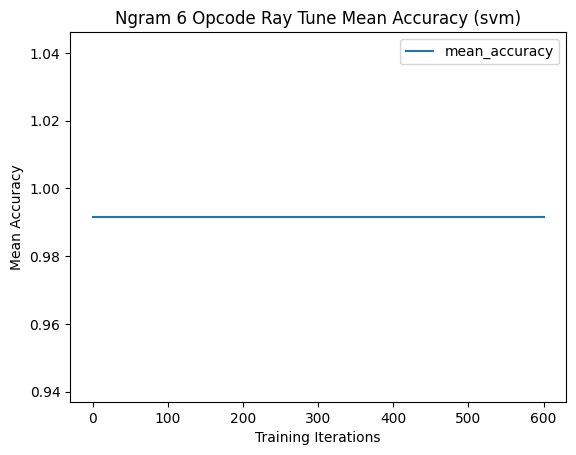 Ngram 6 Opcode Ray Tune Mean Accuracy (svm)
mean_accuracy
1.04
1.02
1.00
0.98
0.96
0.94
Mean Accuracy
0 100 200 300 400 500 600
Training Iterations